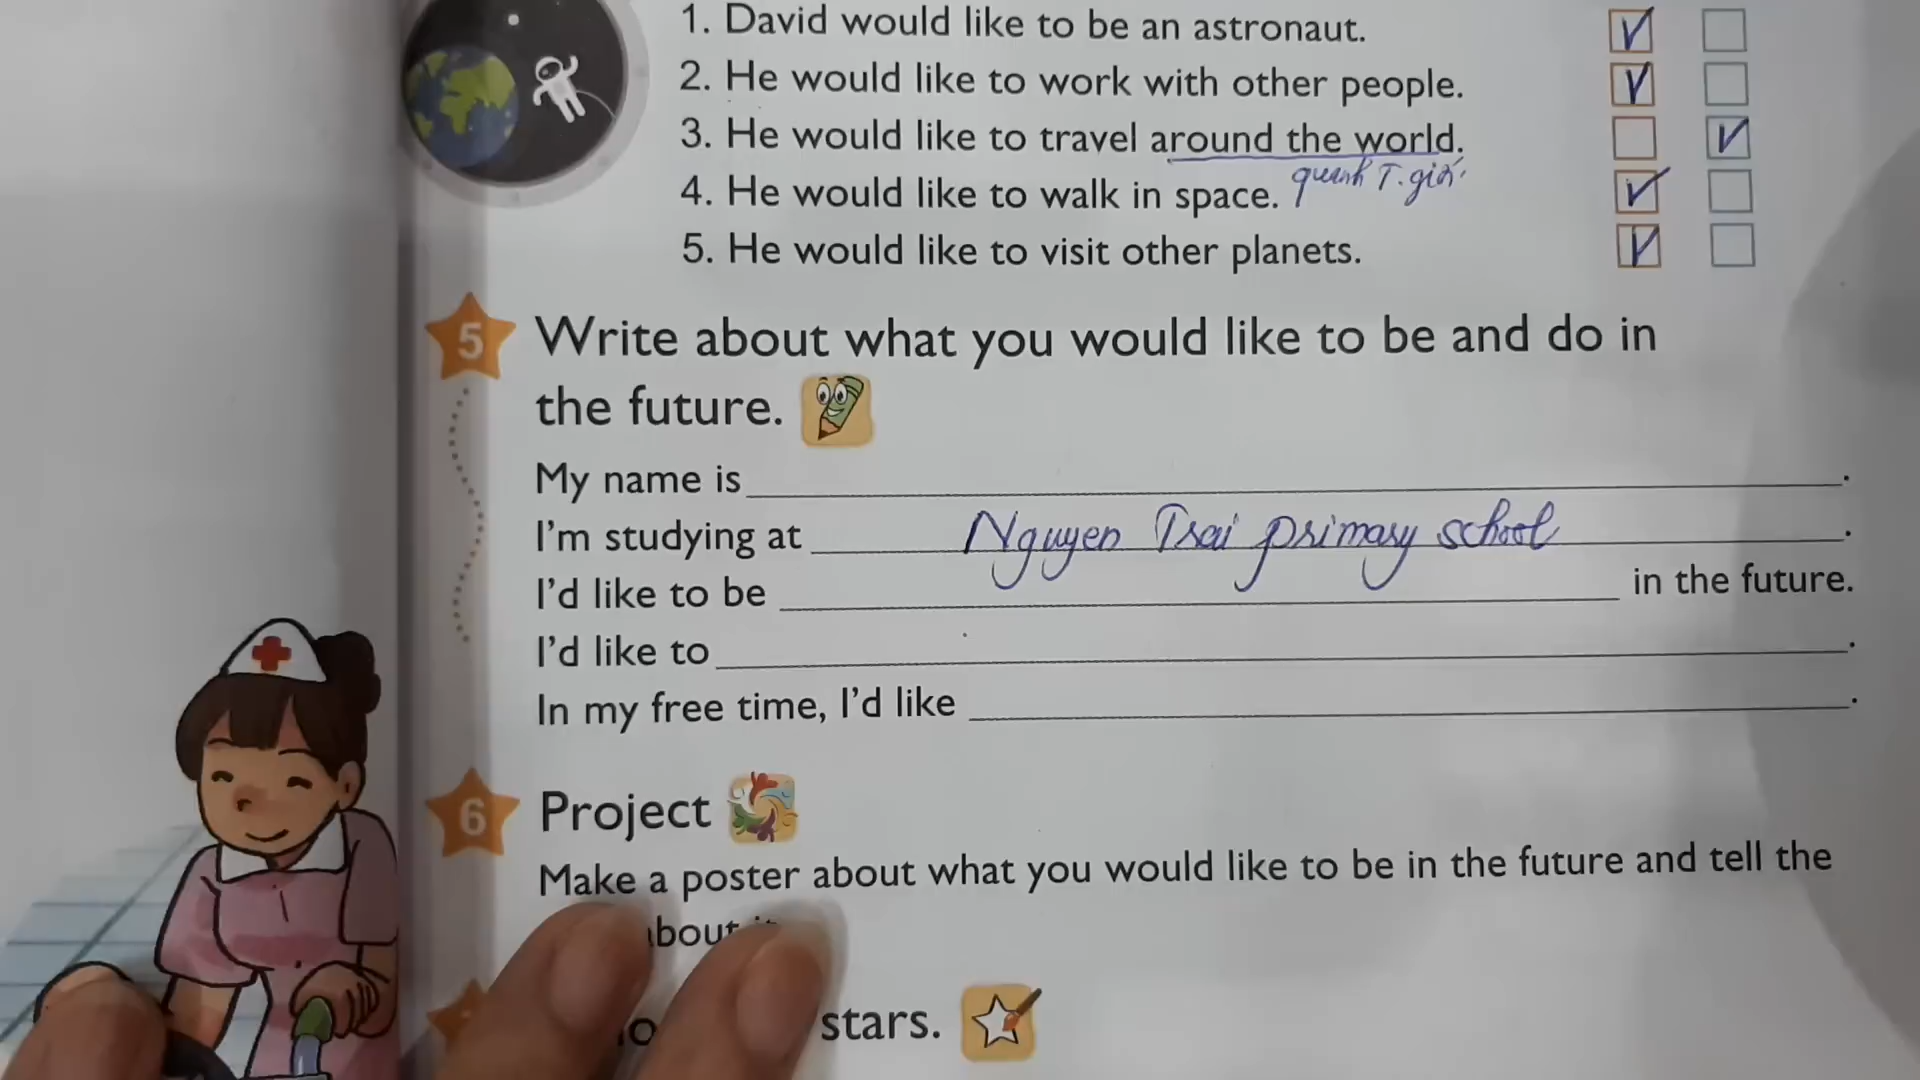 1. David would like to be an astronaut.
2. He would like to work with other people.
3. He would like to travel around the world.
quanh T. giới
4. He would like to walk in space.
5. He would like to visit other planets.
5 Write about what you would like to be and do in
the future.
My name is .
I'm studying at Nguyen Trai primary school .
I'd like to be in the future.
I'd like to .
In my free time, I'd like .
6 Project
Make a poster about what you would like to be in the future and tell the
about
stars.